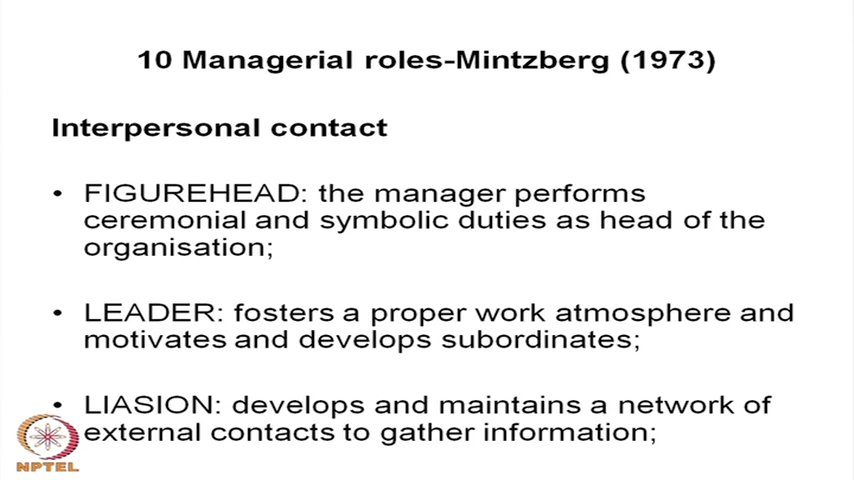 10 Managerial roles-Mintzberg (1973)
Interpersonal contact
• FIGUREHEAD: the manager performs
ceremonial and symbolic duties as head of the
organisation;
• LEADER: fosters a proper work atmosphere and
motivates and develops subordinates;
• LIASION: develops and maintains a network of
external contacts to gather information;
NPTEL